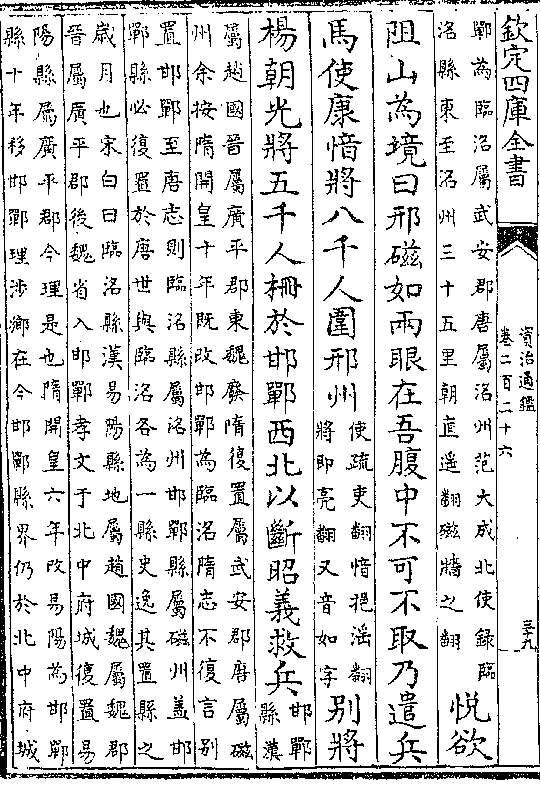 欽定四庫全書
資治通鑑
卷二百二十六
三十九
鄲為臨洺屬武安郡唐屬洺州范大成北使録臨
洺縣東至洺州三十五里朝直遥翻磁牆之翻
悦欲
阻山為境曰邢磁如兩眼在吾腹中不可不取乃遣兵
馬使康愔將八千人圍邢州
使疏吏翻愔挹滛翻
將即亮翻又音如字
別將
楊朝光將五千人柵於邯鄲西北以斷昭義救兵
邯鄲
縣漢
屬趙國晉屬廣平郡東魏廢隋復置屬武安郡唐屬磁
州余按隋開皇十年既改邯鄲為臨洺隋志不復言別
置邯鄲至唐志則臨洺縣屬洺州邯鄲縣屬磁州盖邯
鄲縣必復置於唐世與臨洺各為一縣史逸其置縣之
歲月也宋白曰臨洺縣漢易陽縣地屬趙國魏屬魏郡
晉屬廣平郡後魏省入邯鄲孝文于北中府城復置易
陽縣屬廣平郡今理是也隋開皇六年改易陽為邯鄲
縣十年移邯鄲理涉鄉在今邯鄲縣界仍於北中府城